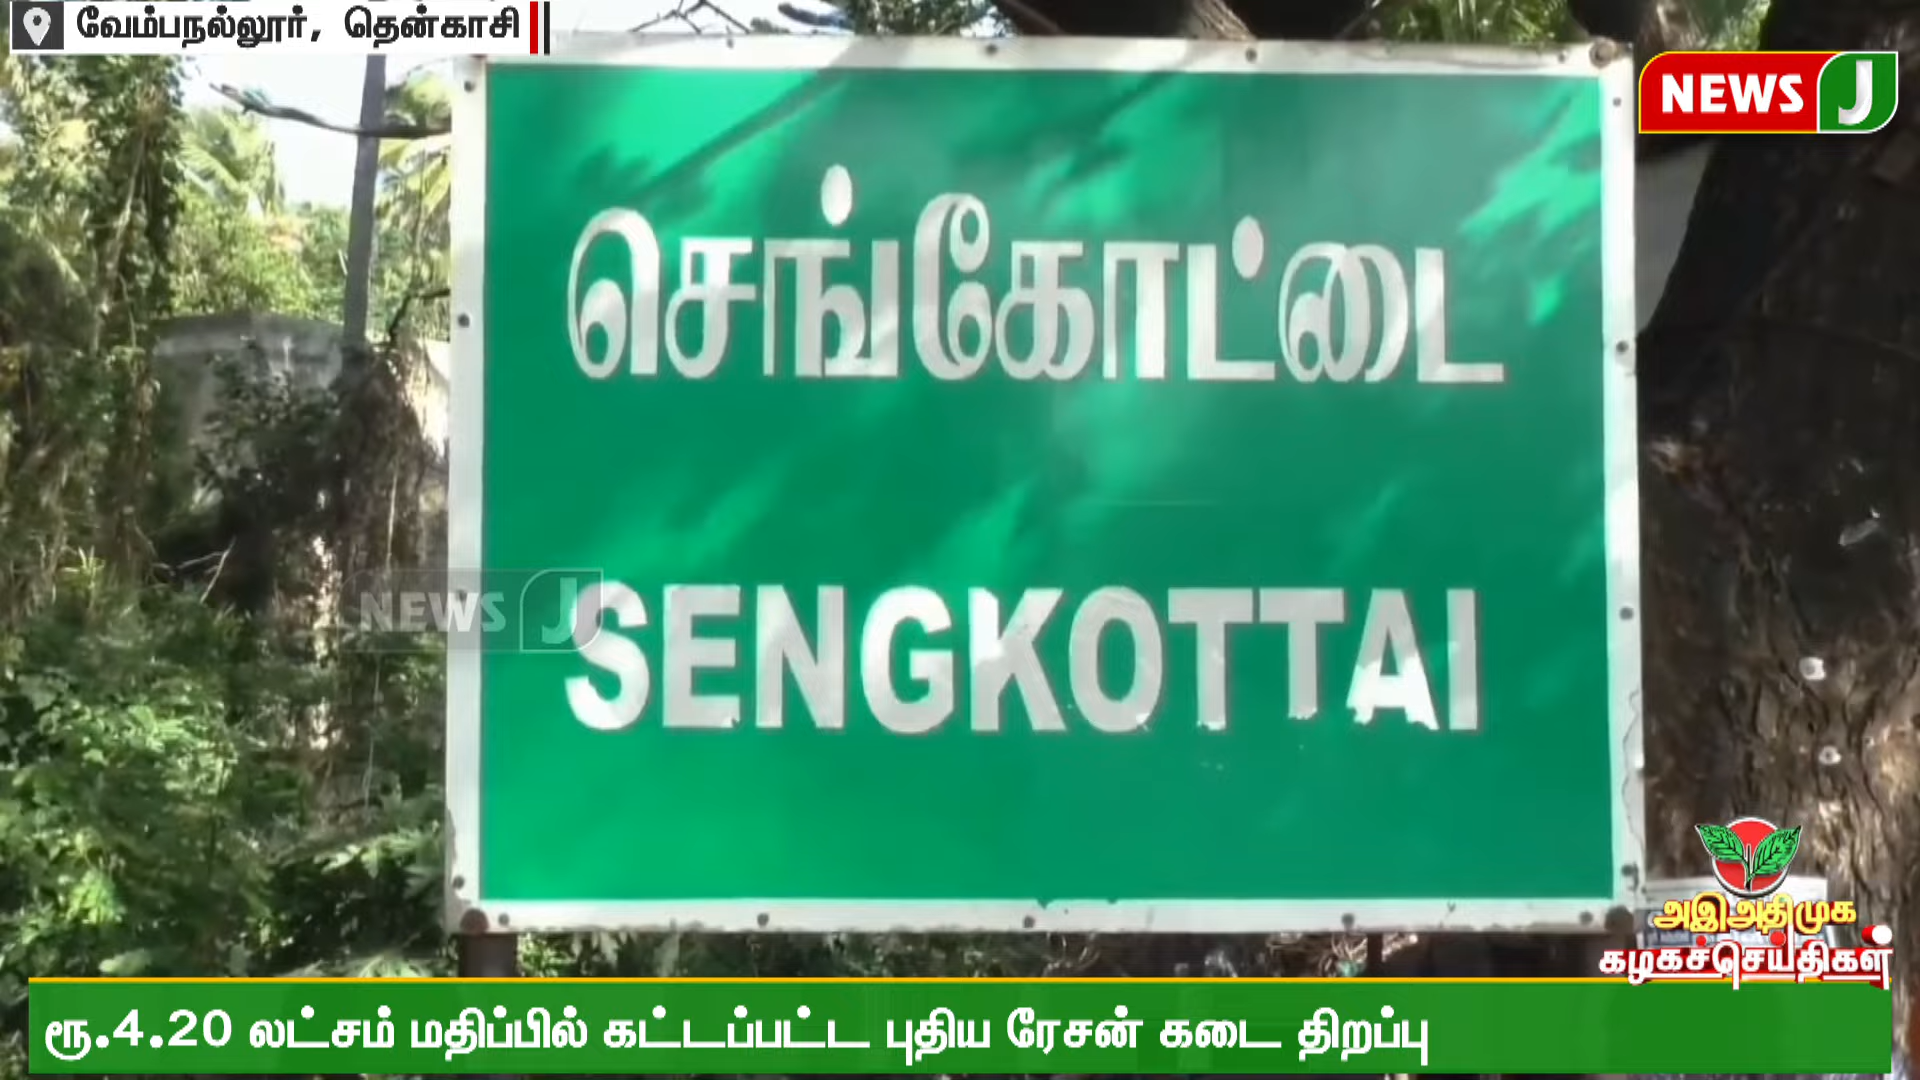 வேம்பநல்லூர், தென்காசி
NEWS J
செங்கோட்டை
NEWS J
SENGKOTTAI
அஇஅதிமுக
கழகச்செய்திகள்
ரூ.4.20 லட்சம் மதிப்பில் கட்டப்பட்ட புதிய ரேசன் கடை திறப்பு